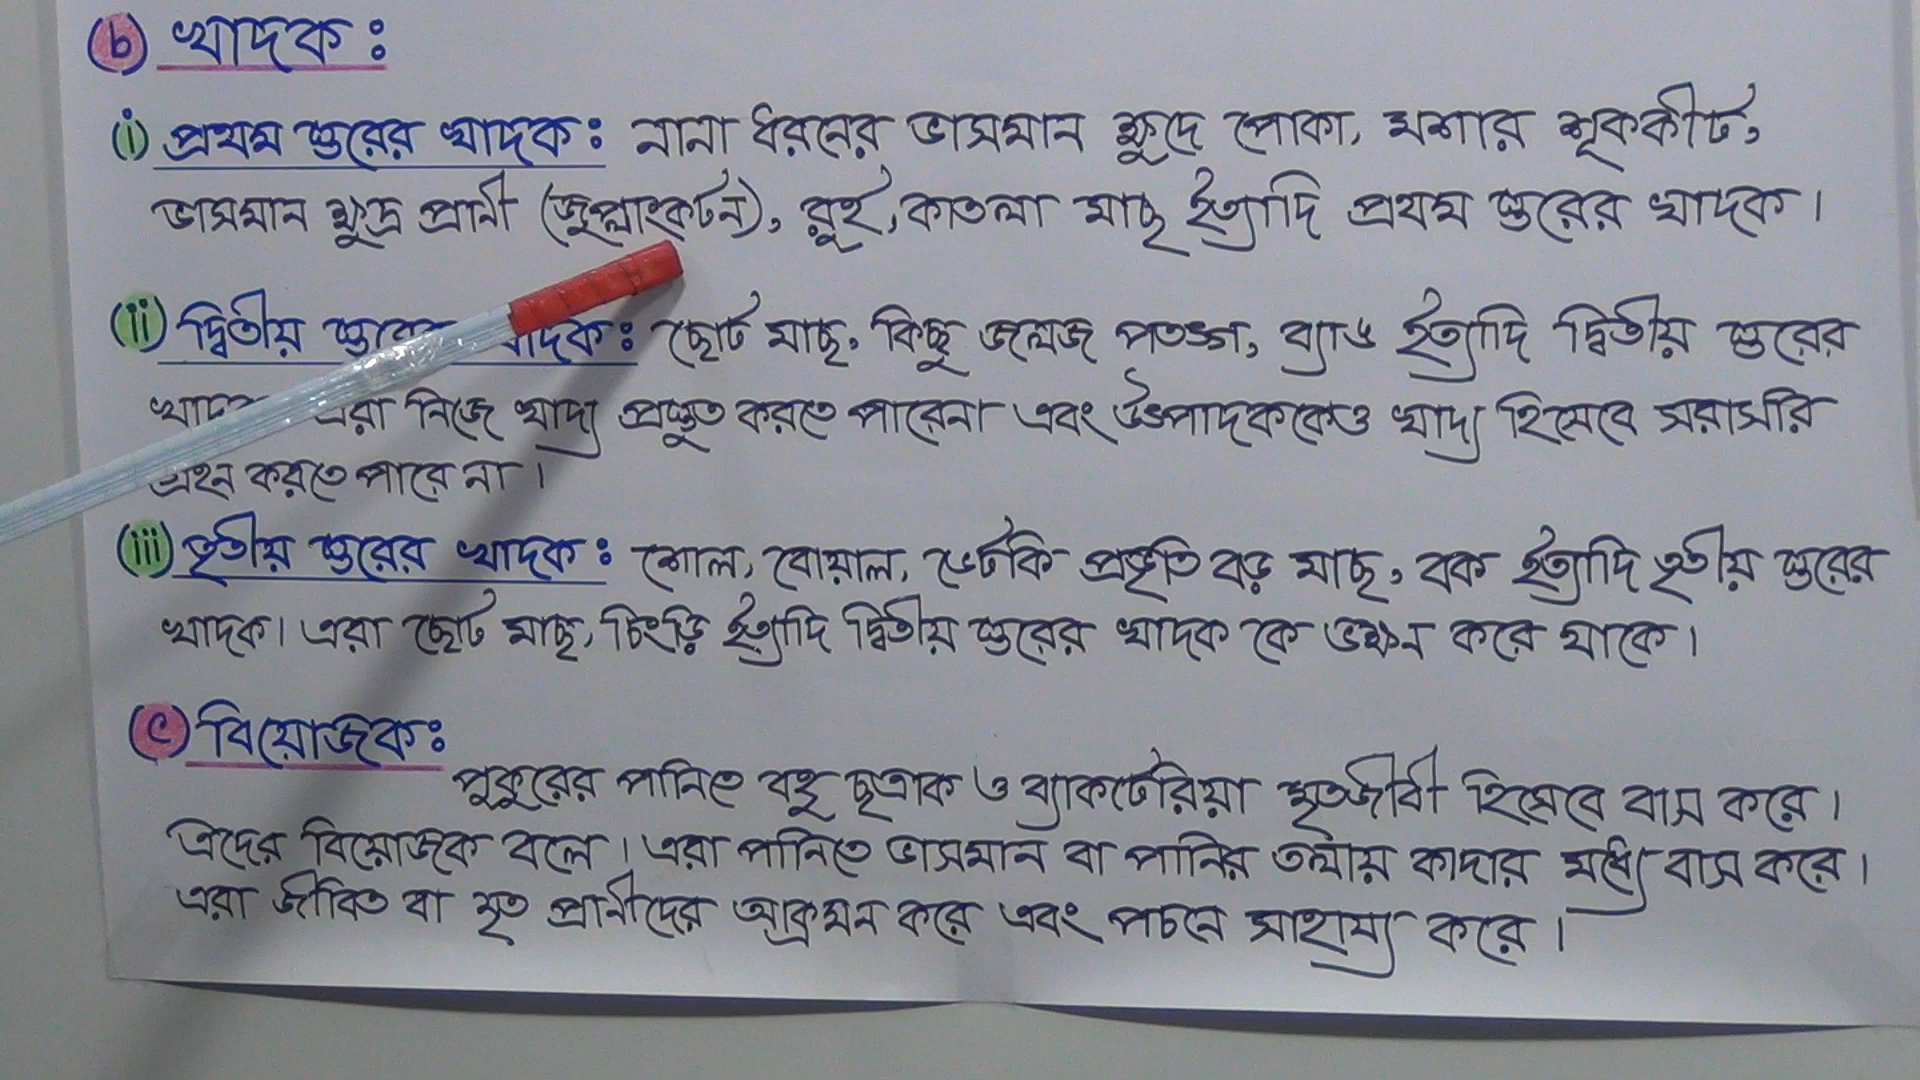 (b) খাদক ঃ
(i) প্রথম স্তরের খাদক ঃ নানা ধরনের ভাসমান ক্ষুদে পোকা, মশার শূককীট,
ভাসমান ক্ষুদ্র প্রানী (জুপ্লাংকটন), রুই, কাতলা মাছ ইত্যাদি প্রথম স্তরের খাদক।
(ii) দ্বিতীয় স্তরের খাদক ঃ ছোট মাছ, কিছু জলজ পতঙ্গ, ব্যাঙ ইত্যাদি দ্বিতীয় স্তরের
এরা নিজে খাদ্য প্রস্তুত করতে পারেনা এবং উৎপাদককেও খাদ্য হিসেবে সরাসরি
গ্রহন করতে পারে না।
(iii) তৃতীয় স্তরের খাদক ঃ শোল, বোয়াল, ভেটকি প্রভৃতি বড় মাছ, বক ইত্যাদি তৃতীয় স্তরের
খাদক। এরা ছোট মাছ, চিংড়ি ইত্যাদি দ্বিতীয় স্তরের খাদক কে ভক্ষন করে থাকে।
(c) বিয়োজকঃ
পুকুরের পানিতে বহু ছত্রাক ও ব্যাকটেরিয়া মৃতজীবী হিসেবে বাস করে।
এদের বিয়োজক বলে। এরা পানিতে ভাসমান বা পানির তলায় কাদার মধ্যে বাস করে।
এরা জীবিত বা মৃত প্রানীদের আক্রমন করে এবং পচনে সাহায্য করে।